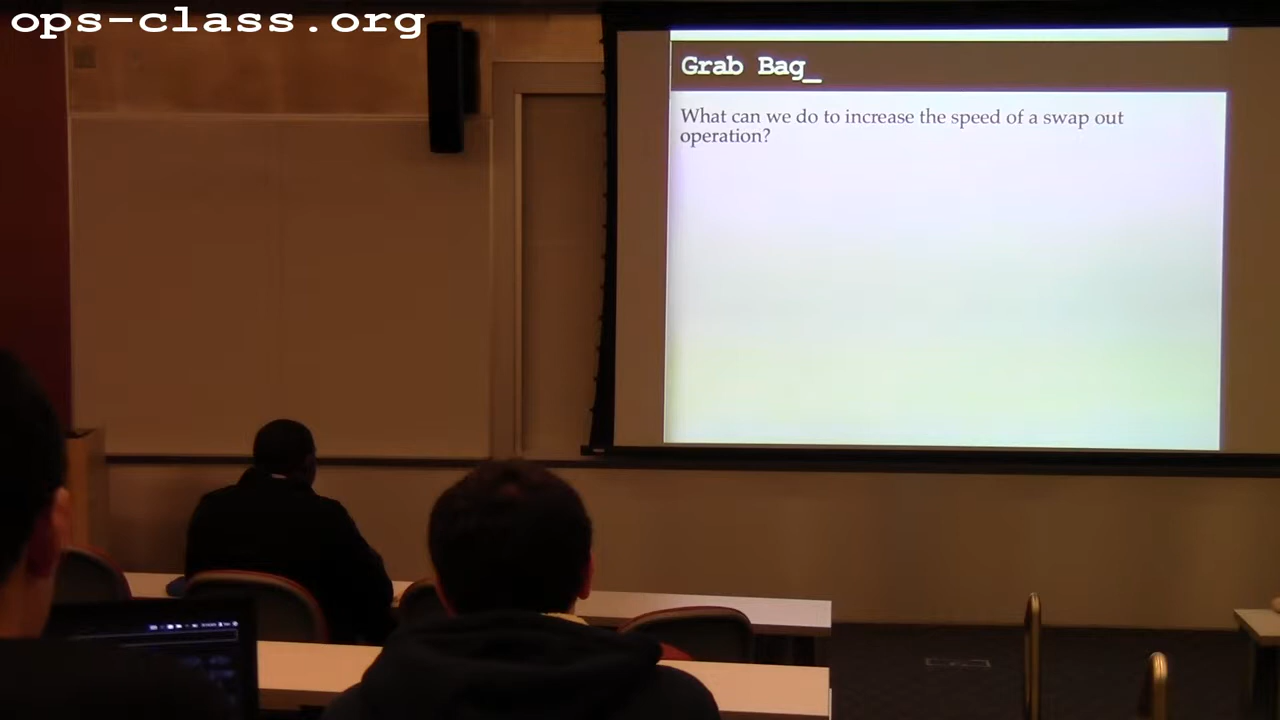 ops-class.org
Grab Bag_
What can we do to increase the speed of a swap out
operation?